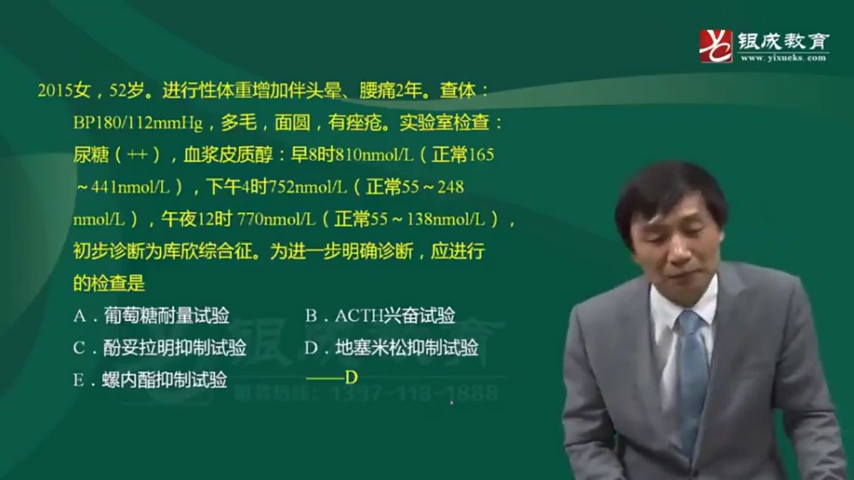 银成教育
www.yixueks.com
2015女，52岁。进行性体重增加伴头晕、腰痛2年。查体：
BP180/112mmHg，多毛，面圆，有痤疮。实验室检查：
尿糖（++），血浆皮质醇：早8时810nmol/L（正常165
～441nmol/L），下午4时752nmol/L（正常55～248
nmol/L），午夜12时 770nmol/L（正常55～138nmol/L），
初步诊断为库欣综合征。为进一步明确诊断，应进行
的检查是
A．葡萄糖耐量试验 B．ACTH兴奋试验
C．酚妥拉明抑制试验 D．地塞米松抑制试验
E．螺内酯抑制试验 ——D
银成教育